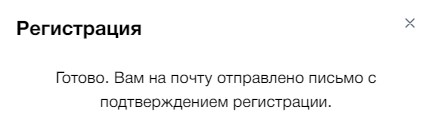 Регистрация
Готово. Вам на почту отправлено письмо с
подтверждением регистрации.